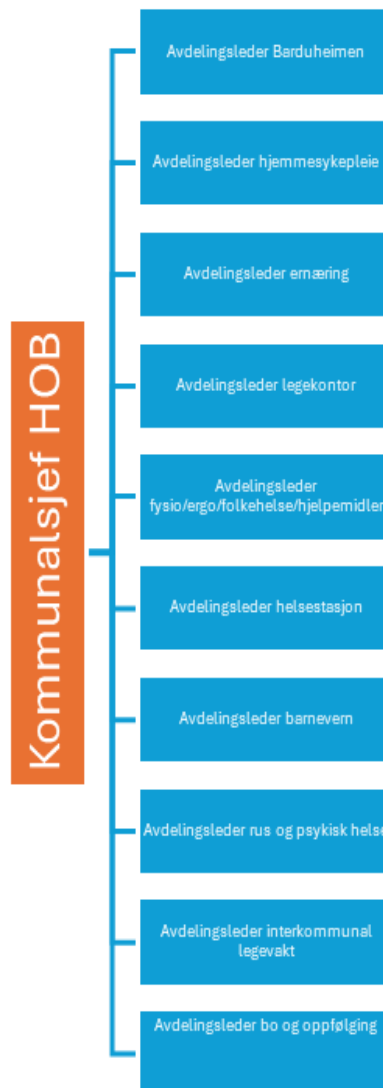 Kommunalsjef HOB
Avdelingsleder Barduheimen
Avdelingsleder hjemmesykepleie
Avdelingsleder ernæring
Avdelingsleder legekontor
Avdelingsleder
fysio/ergo/folkehelse/hjelpemidler
Avdelingsleder helsestasjon
Avdelingsleder barnevern
Avdelingsleder rus og psykisk helse
Avdelingsleder interkommunal
legevakt
Avdelingsleder bo og oppfølging